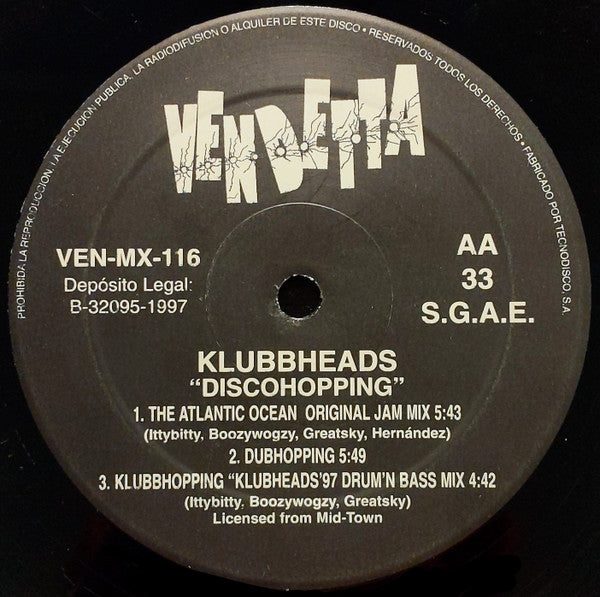 PROHIBIDA LA REPRODUCCION, LA EJECUCION PUBLICA, LA RADIODIFUSION O ALQUILER DE ESTE DISCO • RESERVADOS TODOS LOS DERECHOS • FABRICADO POR TECNODISCO, S.A.
VENDETTA
VEN-MX-116
Depósito Legal:
B-32095-1997
AA
33
S.G.A.E.
KLUBBHEADS
“DISCOHOPPING”
1. THE ATLANTIC OCEAN ORIGINAL JAM MIX 5:43
(Ittybitty, Boozywogzy, Greatsky, Hernández)
2. DUBHOPPING 5:49
3. KLUBBHOPPING “KLUBHEADS'97 DRUM'N BASS MIX 4:42
(Ittybitty, Boozywogzy, Greatsky)
Licensed from Mid-Town